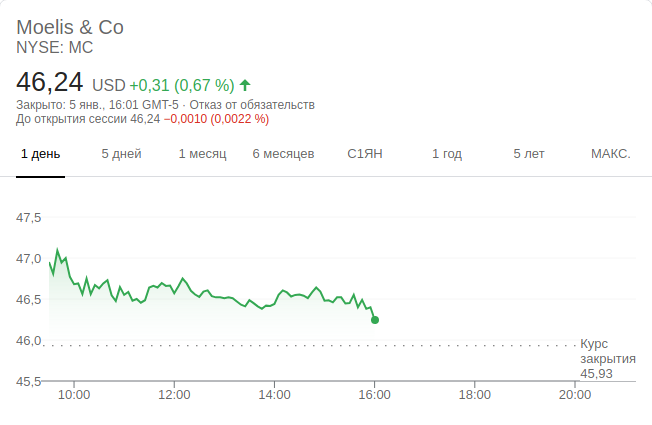 Moelis & Co
NYSE: MC
46,24 USD +0,31 (0,67 %)
Закрыто: 5 янв., 16:01 GMT-5 · Отказ от обязательств
До открытия сессии 46,24 −0,0010 (0,0022 %)
1 день 5 дней 1 месяц 6 месяцев С1ЯН 1 год 5 лет МАКС.
47,5
47,0
46,5
46,0
45,5
Курс
закрытия
45,93
10:00 12:00 14:00 16:00 18:00 20:00